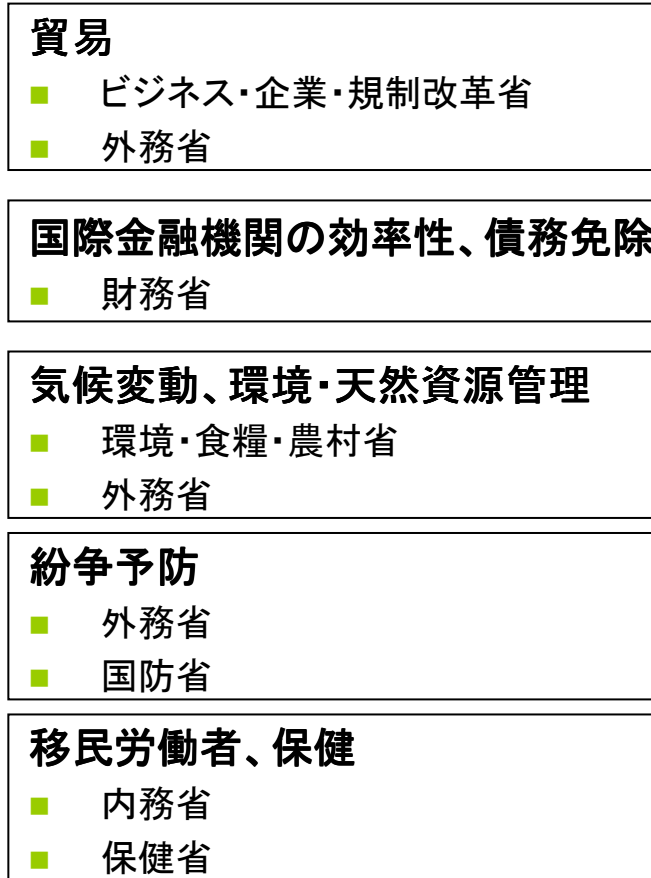 貿易
■ ビジネス・企業・規制改革省
■ 外務省
国際金融機関の効率性、債務免除
■ 財務省
気候変動、環境・天然資源管理
■ 環境・食糧・農村省
■ 外務省
紛争予防
■ 外務省
■ 国防省
移民労働者、保健
■ 内務省
■ 保健省